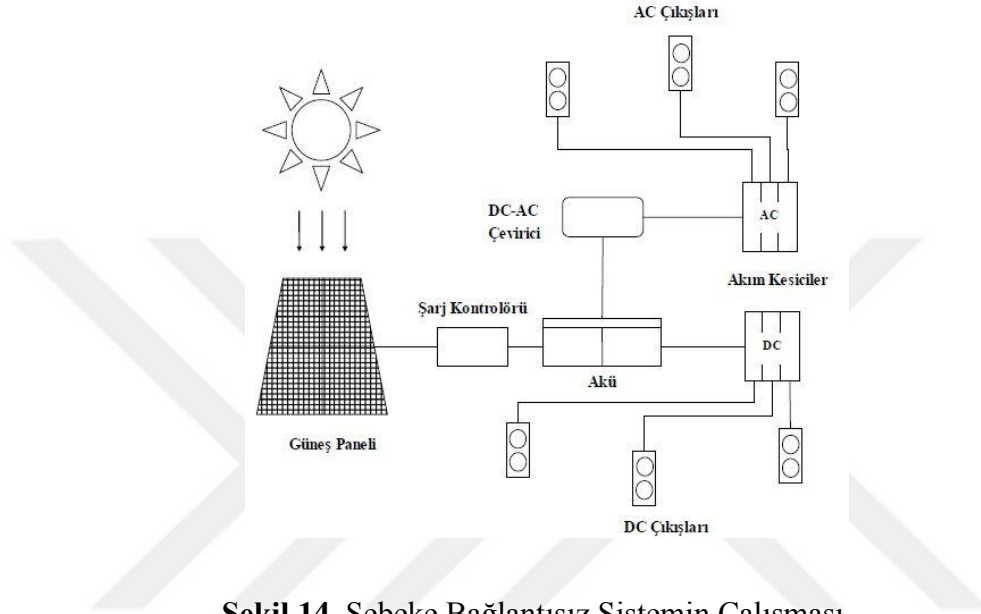 AC Çıkışları
DC-AC
Çevirici
AC
Akım Kesiciler
Şarj Kontrolörü
DC
Akü
Güneş Paneli
DC Çıkışları
Şekil 14. Şebeke Bağlantısız Sistemin Çalışması